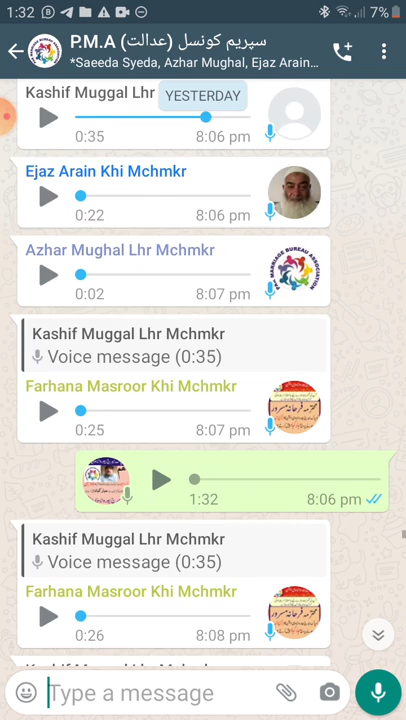 1:32
7%
P.M.A سپریم کونسل (عدالت)
*Saeeda Syeda, Azhar Mughal, Ejaz Arain...
Kashif Muggal Lhr
YESTERDAY
0:35 8:06 pm
Ejaz Arain Khi Mchmkr
0:22 8:06 pm
Azhar Mughal Lhr Mchmkr
MARRIAGE BUREAU ASSOCIATION
0:02 8:07 pm
Kashif Muggal Lhr Mchmkr
Voice message (0:35)
Farhana Masroor Khi Mchmkr
0:25 8:07 pm
1:32 8:06 pm
Kashif Muggal Lhr Mchmkr
Voice message (0:35)
Farhana Masroor Khi Mchmkr
0:26 8:08 pm
Type a message